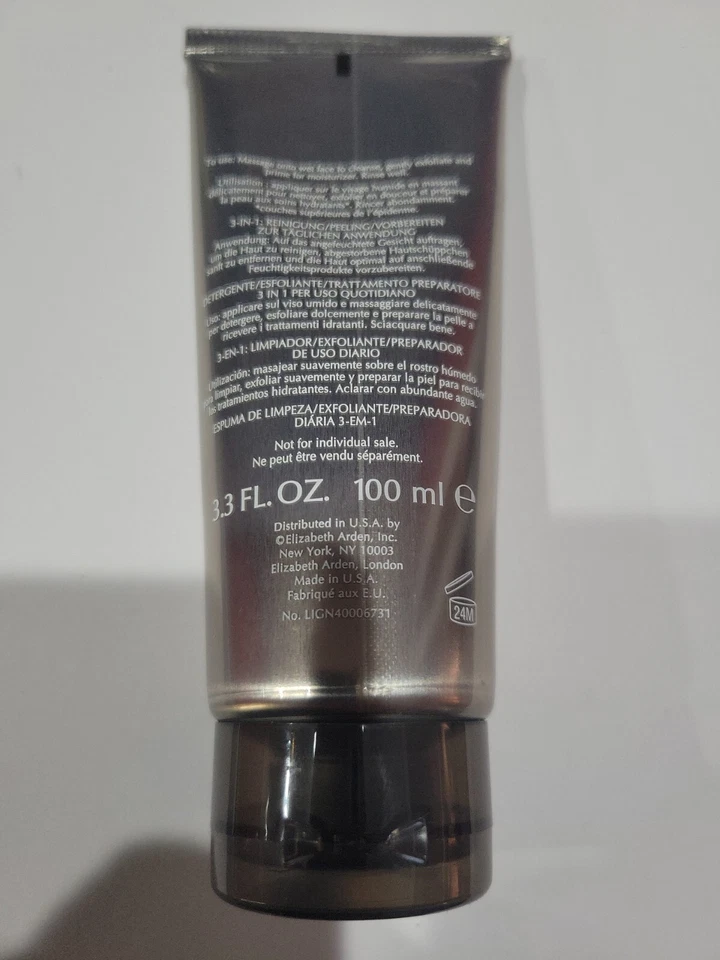 To use: Massage onto wet face to cleanse, gently exfoliate and
prime for moisturizer. Rinse well.
Utilisation : appliquer sur le visage humide en massant
délicatement pour nettoyer, exfolier en douceur et préparer
la peau aux soins hydratants*. Rincer abondamment.
*couches supérieures de l'épiderme.
3-IN-1: REINIGUNG/PEELING/VORBEREITEN
ZUR TÄGLICHEN ANWENDUNG
Anwendung: Auf das angefeuchtete Gesicht auftragen,
um die Haut zu reinigen, abgestorbene Hautschüppchen
sanft zu entfernen und die Haut optimal auf anschließende
Feuchtigkeitsprodukte vorzubereiten.
DETERGENTE/ESFOLIANTE/TRATTAMENTO PREPARATORE
3 IN 1 PER USO QUOTIDIANO
Uso: applicare sul viso umido e massaggiare delicatamente
per detergere, esfoliare dolcemente e preparare la pelle a
ricevere i trattamenti idratanti. Sciacquare bene.
3-EN-1: LIMPIADOR/EXFOLIANTE/PREPARADOR
DE USO DIARIO
Utilización: masajear suavemente sobre el rostro húmedo
para limpiar, exfoliar suavemente y preparar la piel para recibir
los tratamientos hidratantes. Aclarar con abundante agua.
ESPUMA DE LIMPEZA/EXFOLIANTE/PREPARADORA
DIÁRIA 3-EM-1
Not for individual sale.
Ne peut être vendu séparément.
3.3 FL. OZ. 100 ml ℮
Distributed in U.S.A. by
©Elizabeth Arden, Inc.
New York, NY 10003
Elizabeth Arden, London
Made in U.S.A.
Fabriqué aux E.U.
No. LIGN40006731
24M